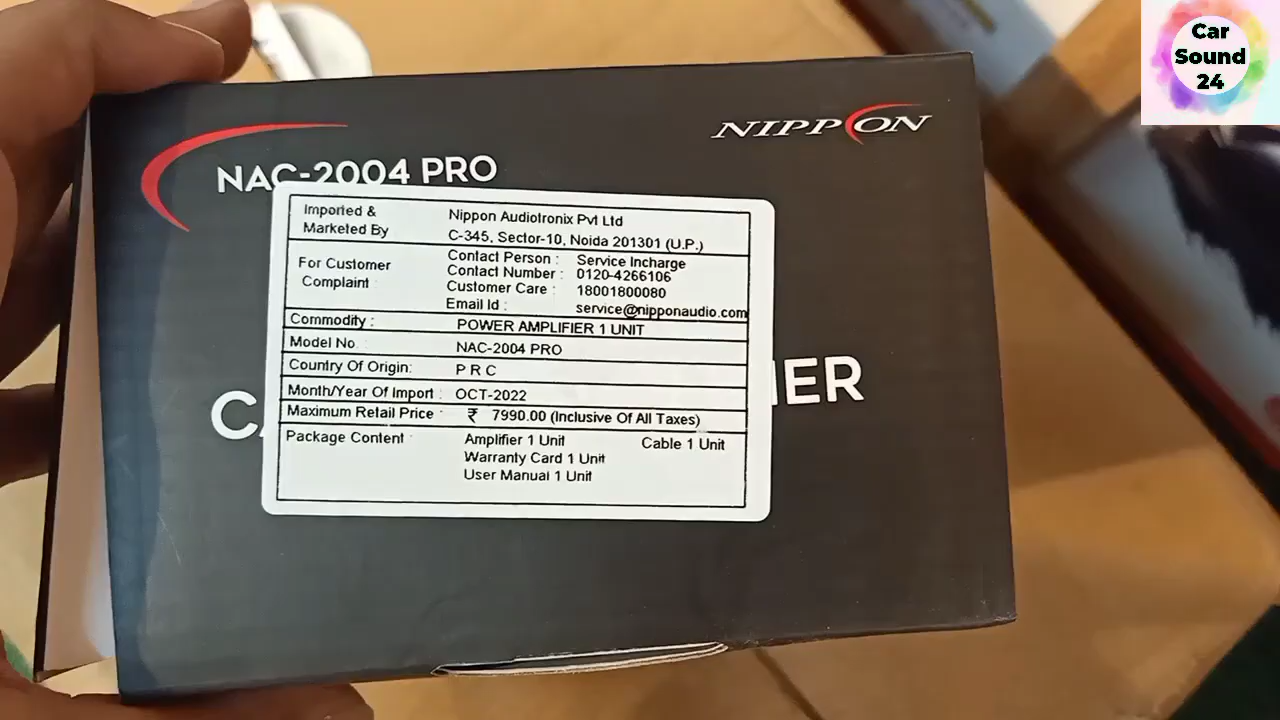 Car
Sound
24
NIPPON
NAC-2004 PRO
Imported & Marketed By Nippon Audiotronix Pvt Ltd
C-345, Sector-10, Noida 201301 (U.P.)
For Customer Complaint Contact Person : Service Incharge
Contact Number : 0120-4266106
Customer Care : 18001800080
Email Id : service@nipponaudio.com
Commodity : POWER AMPLIFIER 1 UNIT
Model No NAC-2004 PRO
Country Of Origin: P R C
Month/Year Of Import : OCT-2022
Maximum Retail Price : ₹ 7990.00 (Inclusive Of All Taxes)
Package Content : Amplifier 1 Unit Cable 1 Unit
Warranty Card 1 Unit
User Manual 1 Unit